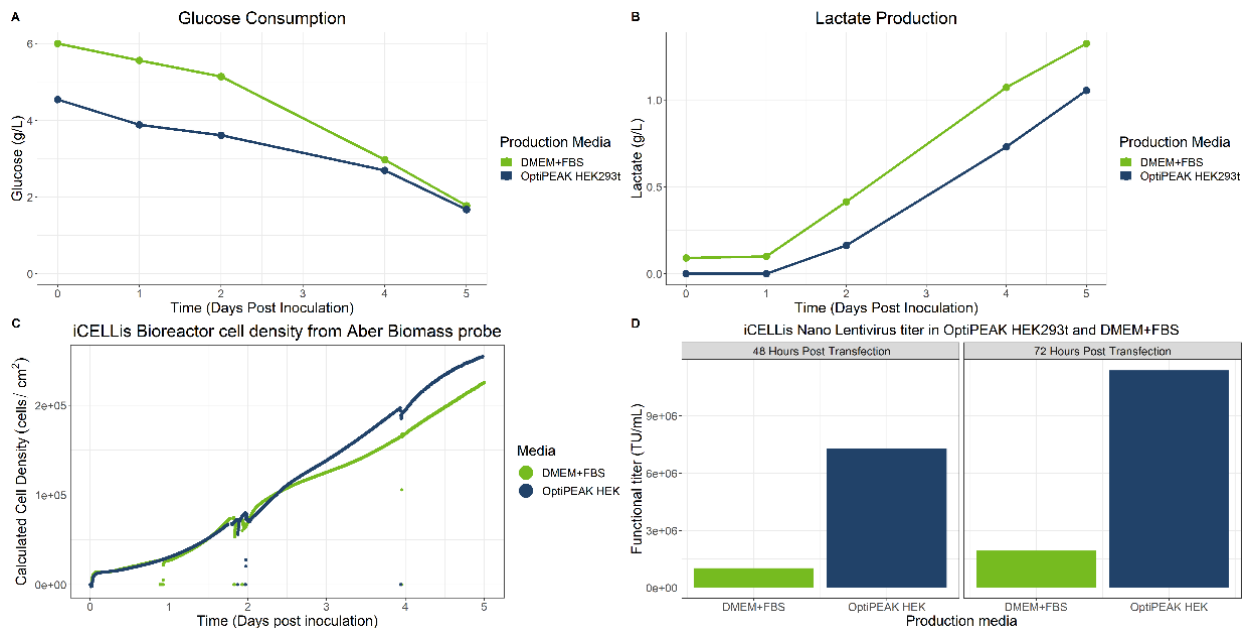 A
Glucose Consumption
6
4
2
0
Glucose (g/L)
0 1 2 3 4 5
Time (Days Post Inoculation)
Production Media
DMEM+FBS
OptiPEAK HEK293t
B
Lactate Production
1.0
0.5
0.0
Lactate (g/L)
0 1 2 3 4 5
Time (Days Post Inoculation)
Production Media
DMEM+FBS
OptiPEAK HEK293t
C
iCELLis Bioreactor cell density from Aber Biomass probe
2e+05
1e+05
0e+00
Calculated Cell Density (cells / cm²)
0 1 2 3 4 5
Time (Days post inoculation)
Media
DMEM+FBS
OptiPEAK HEK
D
iCELLis Nano Lentivirus titer in OptiPEAK HEK293t and DMEM+FBS
48 Hours Post Transfection 72 Hours Post Transfection
9e+06
6e+06
3e+06
0e+00
Functional titer (TU/mL)
DMEM+FBS OptiPEAK HEK DMEM+FBS OptiPEAK HEK
Production media